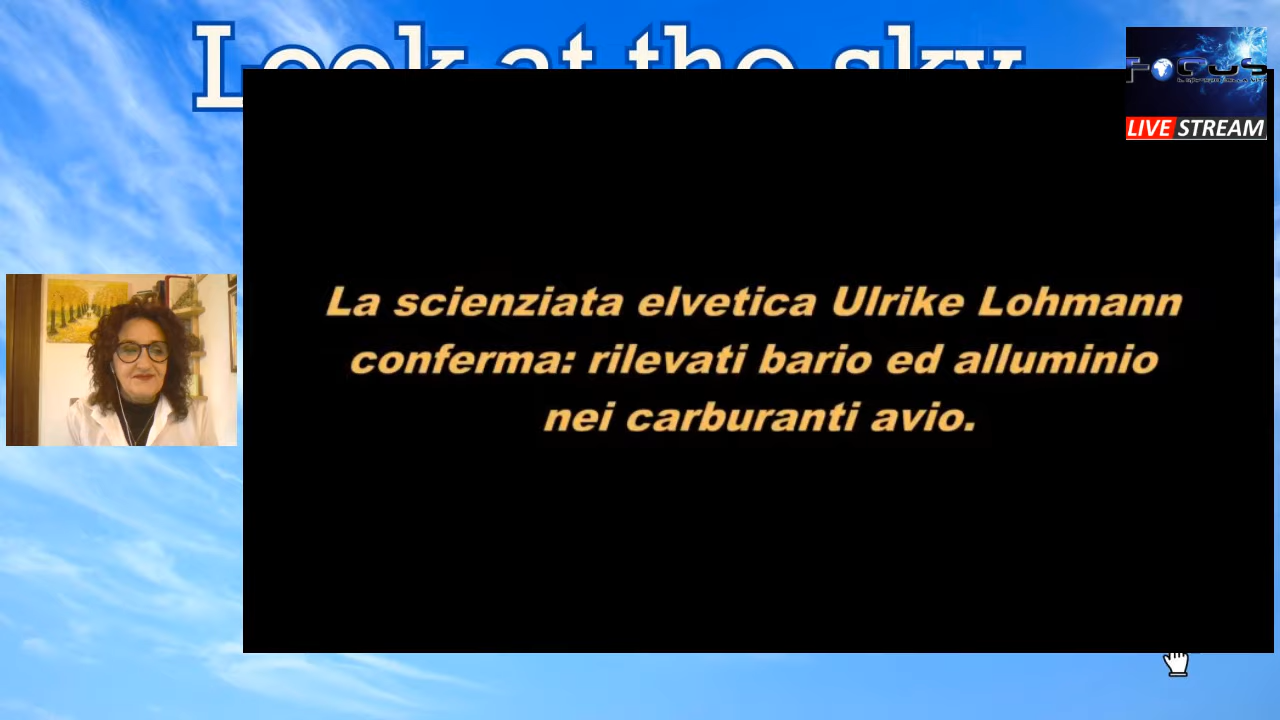 Look at the sky
FOCUS
LIVE STREAM
La scienziata elvetica Ulrike Lohmann
conferma: rilevati bario ed alluminio
nei carburanti avio.